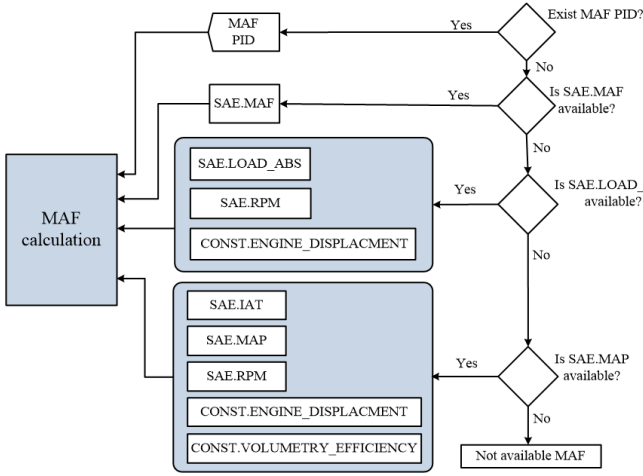 MAF
PID
Yes
Exist MAF PID?
No
SAE.MAF
Yes
Is SAE.MAF
available?
No
SAE.LOAD_ABS
SAE.RPM
CONST.ENGINE_DISPLACMENT
Yes
Is SAE.LOAD_
available?
No
MAF
calculation
SAE.IAT
SAE.MAP
SAE.RPM
CONST.ENGINE_DISPLACMENT
CONST.VOLUMETRY_EFFICIENCY
Yes
Is SAE.MAP
available?
No
Not available MAF